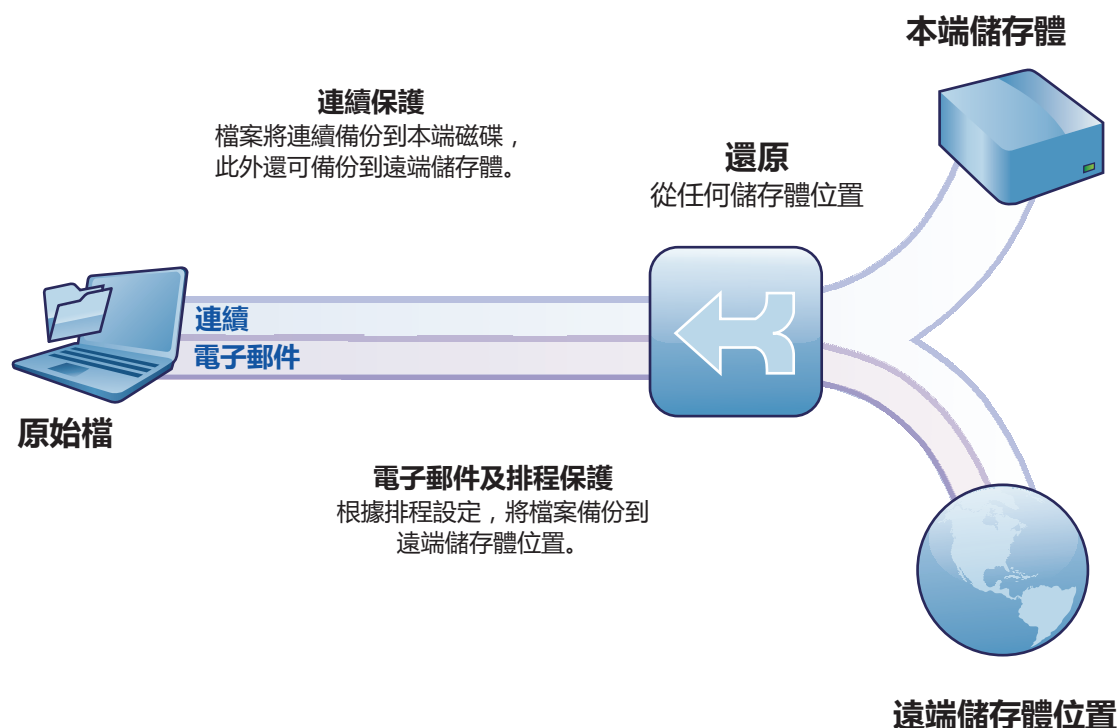 本端儲存體
連續保護
檔案將連續備份到本端磁碟，
此外還可備份到遠端儲存體。
還原
從任何儲存體位置
連續
電子郵件
原始檔
電子郵件及排程保護
根據排程設定，將檔案備份到
遠端儲存體位置。
遠端儲存體位置